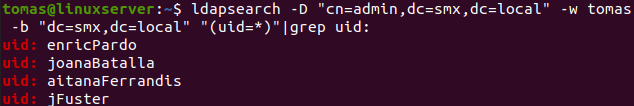 tomas@linuxserver:~$ ldapsearch -D "cn=admin,dc=smx,dc=local" -w tomas
-b "dc=smx,dc=local" "(uid=*)"|grep uid:
uid: enricPardo
uid: joanaBatalla
uid: aitanaFerrandis
uid: jFuster